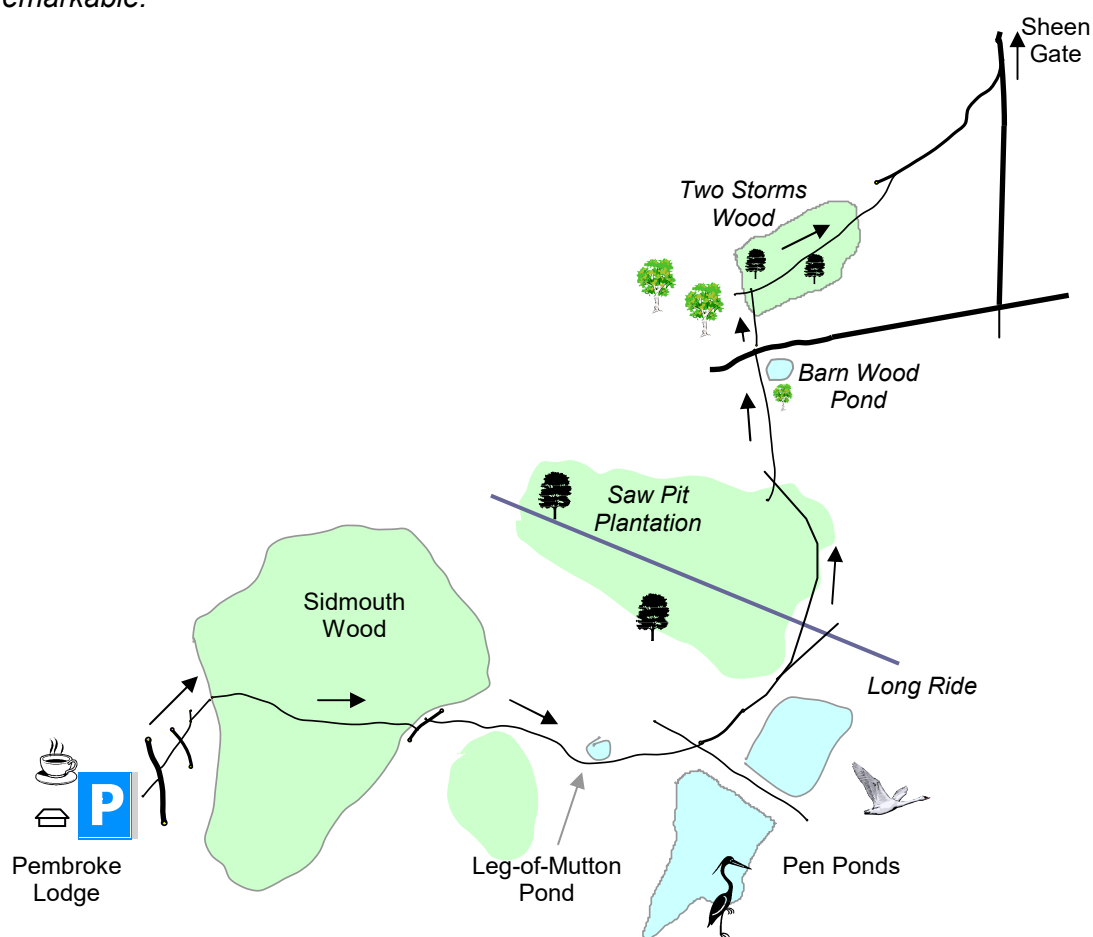 emarkable.
Sheen
Gate
Two Storms
Wood
Barn Wood
Pond
Saw Pit
Plantation
Sidmouth
Wood
Long Ride
P
Pembroke
Lodge
Leg-of-Mutton
Pond
Pen Ponds